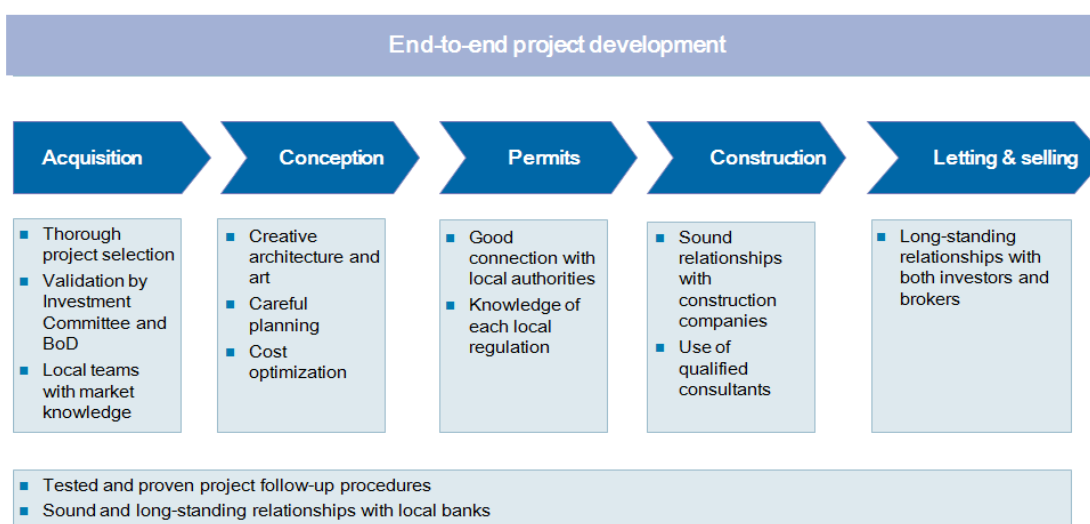 End-to-end project development
Acquisition
Conception
Permits
Construction
Letting & selling
Thorough
project selection
Validation by
Investment
Committee and
BoD
Local teams
with market
knowledge
Creative
architecture and
art
Careful
planning
Cost
optimization
Good
connection with
local authorities
Knowledge of
each local
regulation
Sound
relationships
with
construction
companies
Use of
qualified
consultants
Long-standing
relationships with
both investors and
brokers
Tested and proven project follow-up procedures
Sound and long-standing relationships with local banks